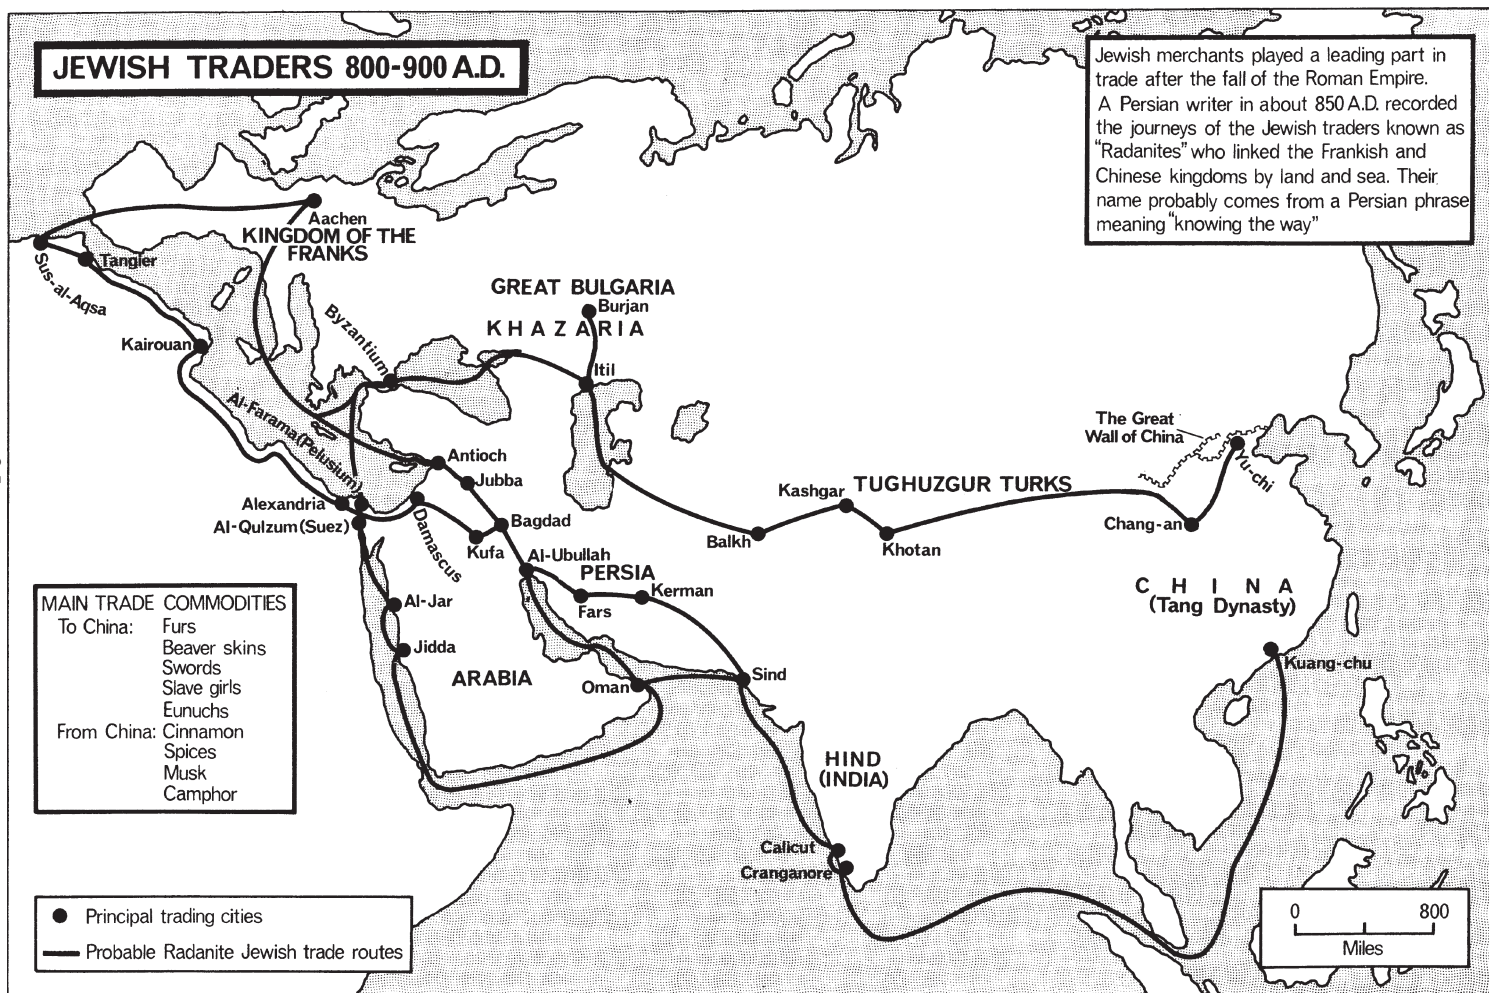 JEWISH TRADERS 800-900 A.D.
Jewish merchants played a leading part in
trade after the fall of the Roman Empire.
A Persian writer in about 850 A.D. recorded
the journeys of the Jewish traders known as
"Radanites" who linked the Frankish and
Chinese kingdoms by land and sea. Their
name probably comes from a Persian phrase
meaning "knowing the way"
Aachen
KINGDOM OF THE
FRANKS
Sus-al-Aqsa
Tangier
GREAT BULGARIA
Burjan
KHAZARIA
Byzantium
Kairouan
Itil
Al-Farama (Pelusium)
The Great
Wall of China
Yu-chi
Antioch
Jubba
Kashgar
TUGHUZGUR TURKS
Alexandria
Al-Qulzum (Suez)
Damascus
Bagdad
Kufa
Balkh
Khotan
Chang-an
Al-Ubullah
PERSIA
Fars
Kerman
CHINA
(Tang Dynasty)
Al-Jar
Jidda
ARABIA
Oman
Sind
Kuang-chu
HIND
(INDIA)
Calicut
Cranganore
MAIN TRADE COMMODITIES
To China: Furs
Beaver skins
Swords
Slave girls
Eunuchs
From China: Cinnamon
Spices
Musk
Camphor
Principal trading cities
Probable Radanite Jewish trade routes
0 800
Miles